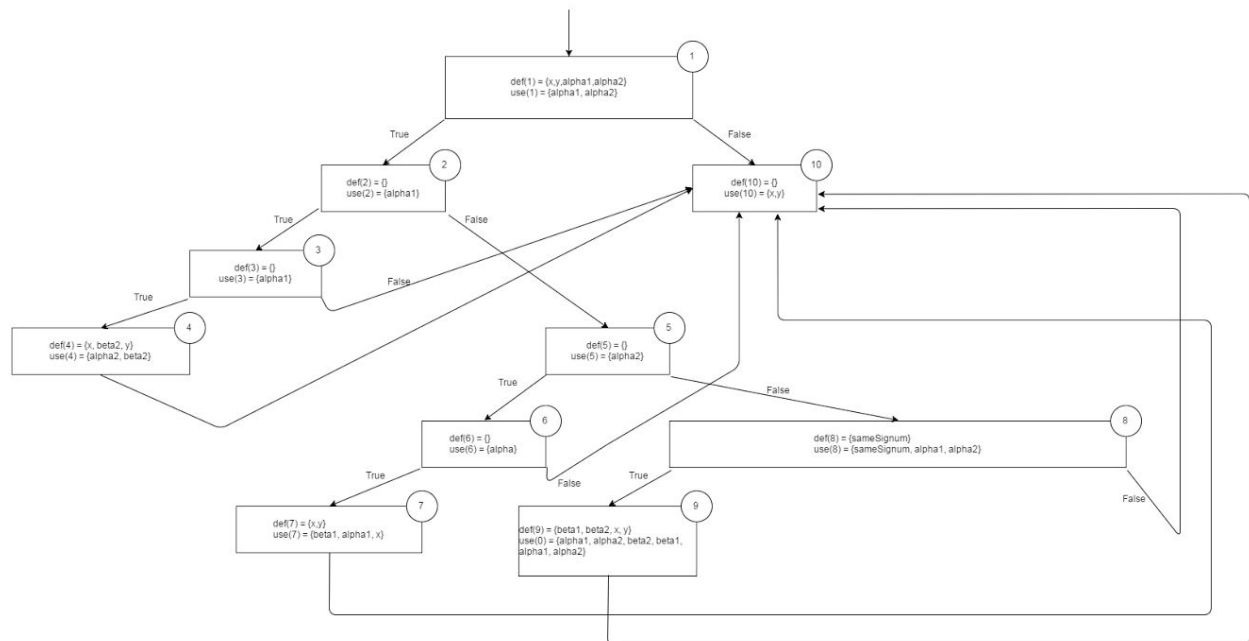 1
def(1) = {x,y,alpha1,alpha2}
use(1) = {alpha1, alpha2}
True
False
2
def(2) = {}
use(2) = {alpha1}
10
def(10) = {}
use(10) = {x,y}
True
False
3
def(3) = {}
use(3) = {alpha1}
False
True
4
def(4) = {x, beta2, y}
use(4) = {alpha2, beta2}
5
def(5) = {}
use(5) = {alpha2}
True
False
6
def(6) = {}
use(6) = {alpha}
8
def(8) = {sameSignum}
use(8) = {sameSignum, alpha1, alpha2}
True
False
True
False
7
def(7) = {x,y}
use(7) = {beta1, alpha1, x}
9
def(9) = {beta1, beta2, x, y}
use(0) = {alpha1, alpha2, beta2, beta1,
alpha1, alpha2}